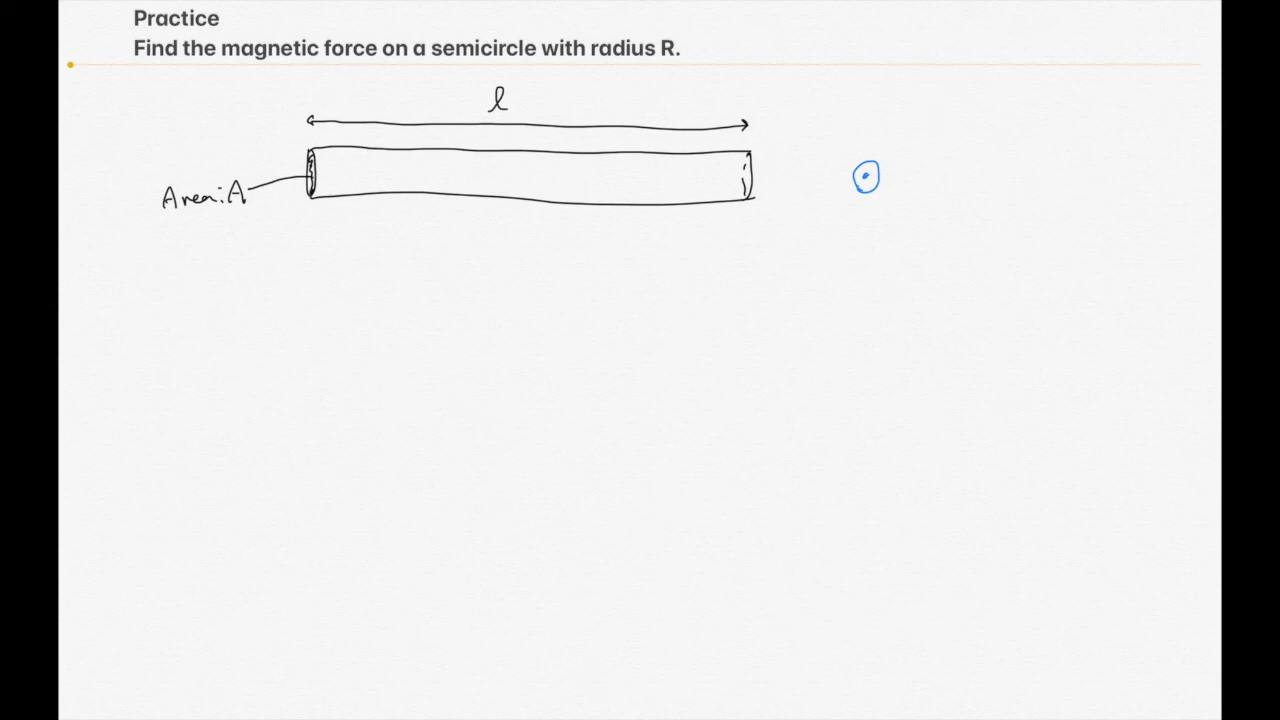 Practice
Find the magnetic force on a semicircle with radius R.
l
Area:A